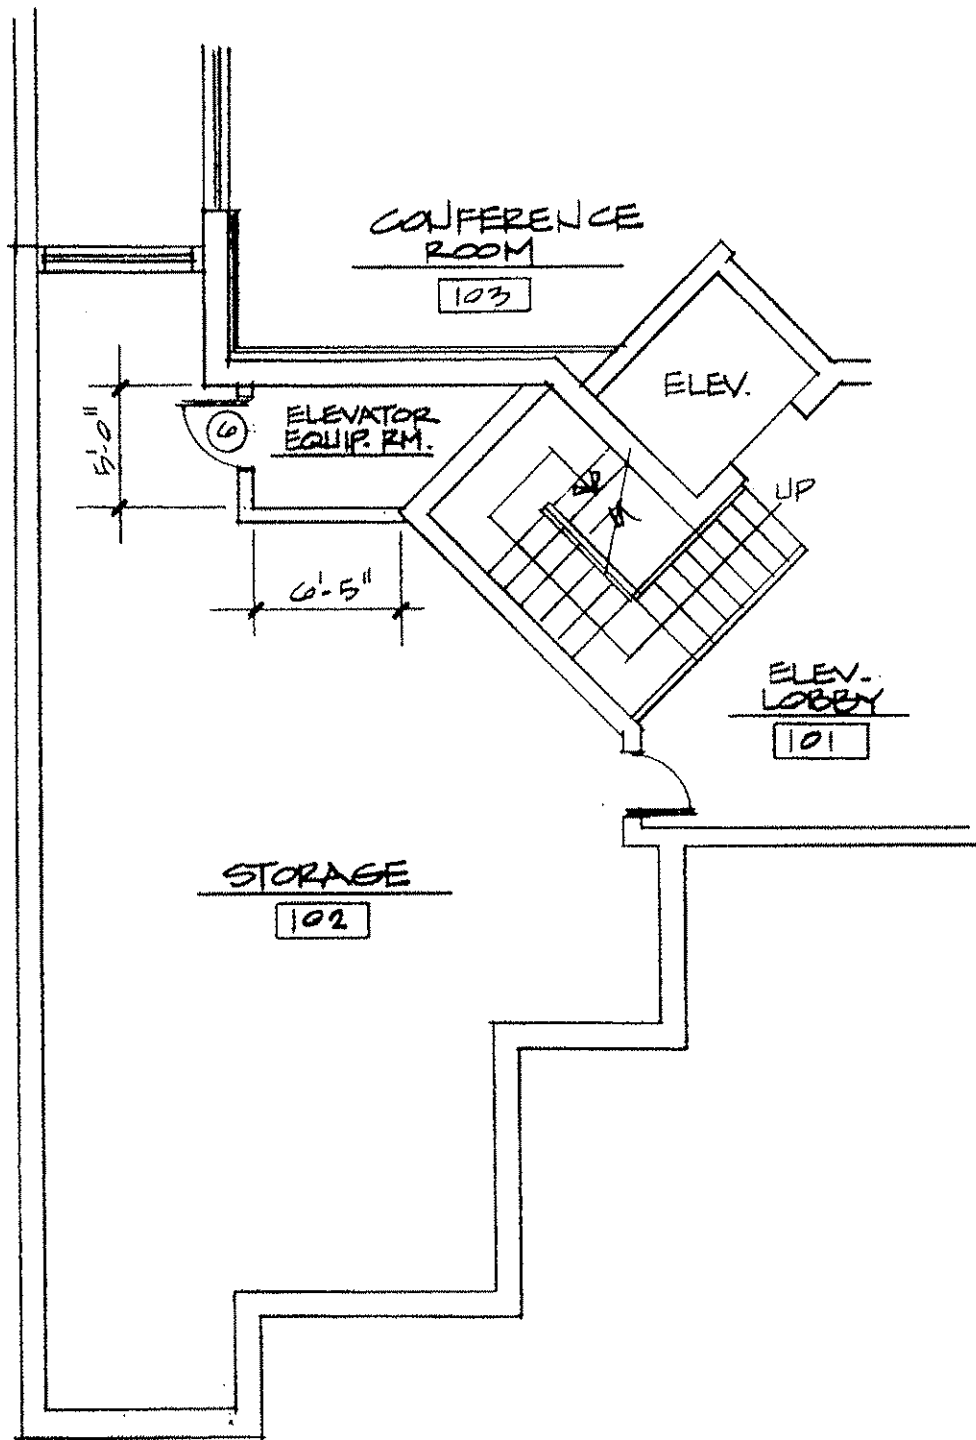 CONFERENCE
ROOM
103
ELEV.
ELEVATOR
EQUIP. RM.
6
5'-0"
UP
6'-5"
ELEV.
LOBBY
101
STORAGE
102